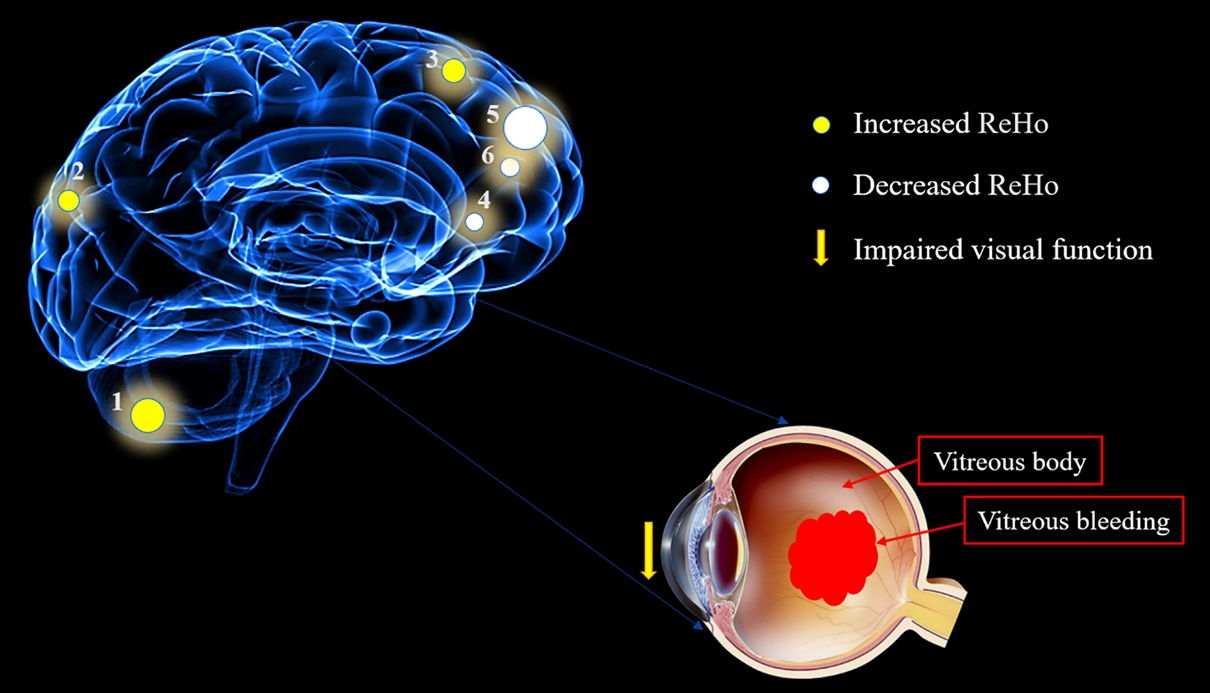 3
5
6
2
4
1
Increased ReHo
Decreased ReHo
Impaired visual function
Vitreous body
Vitreous bleeding